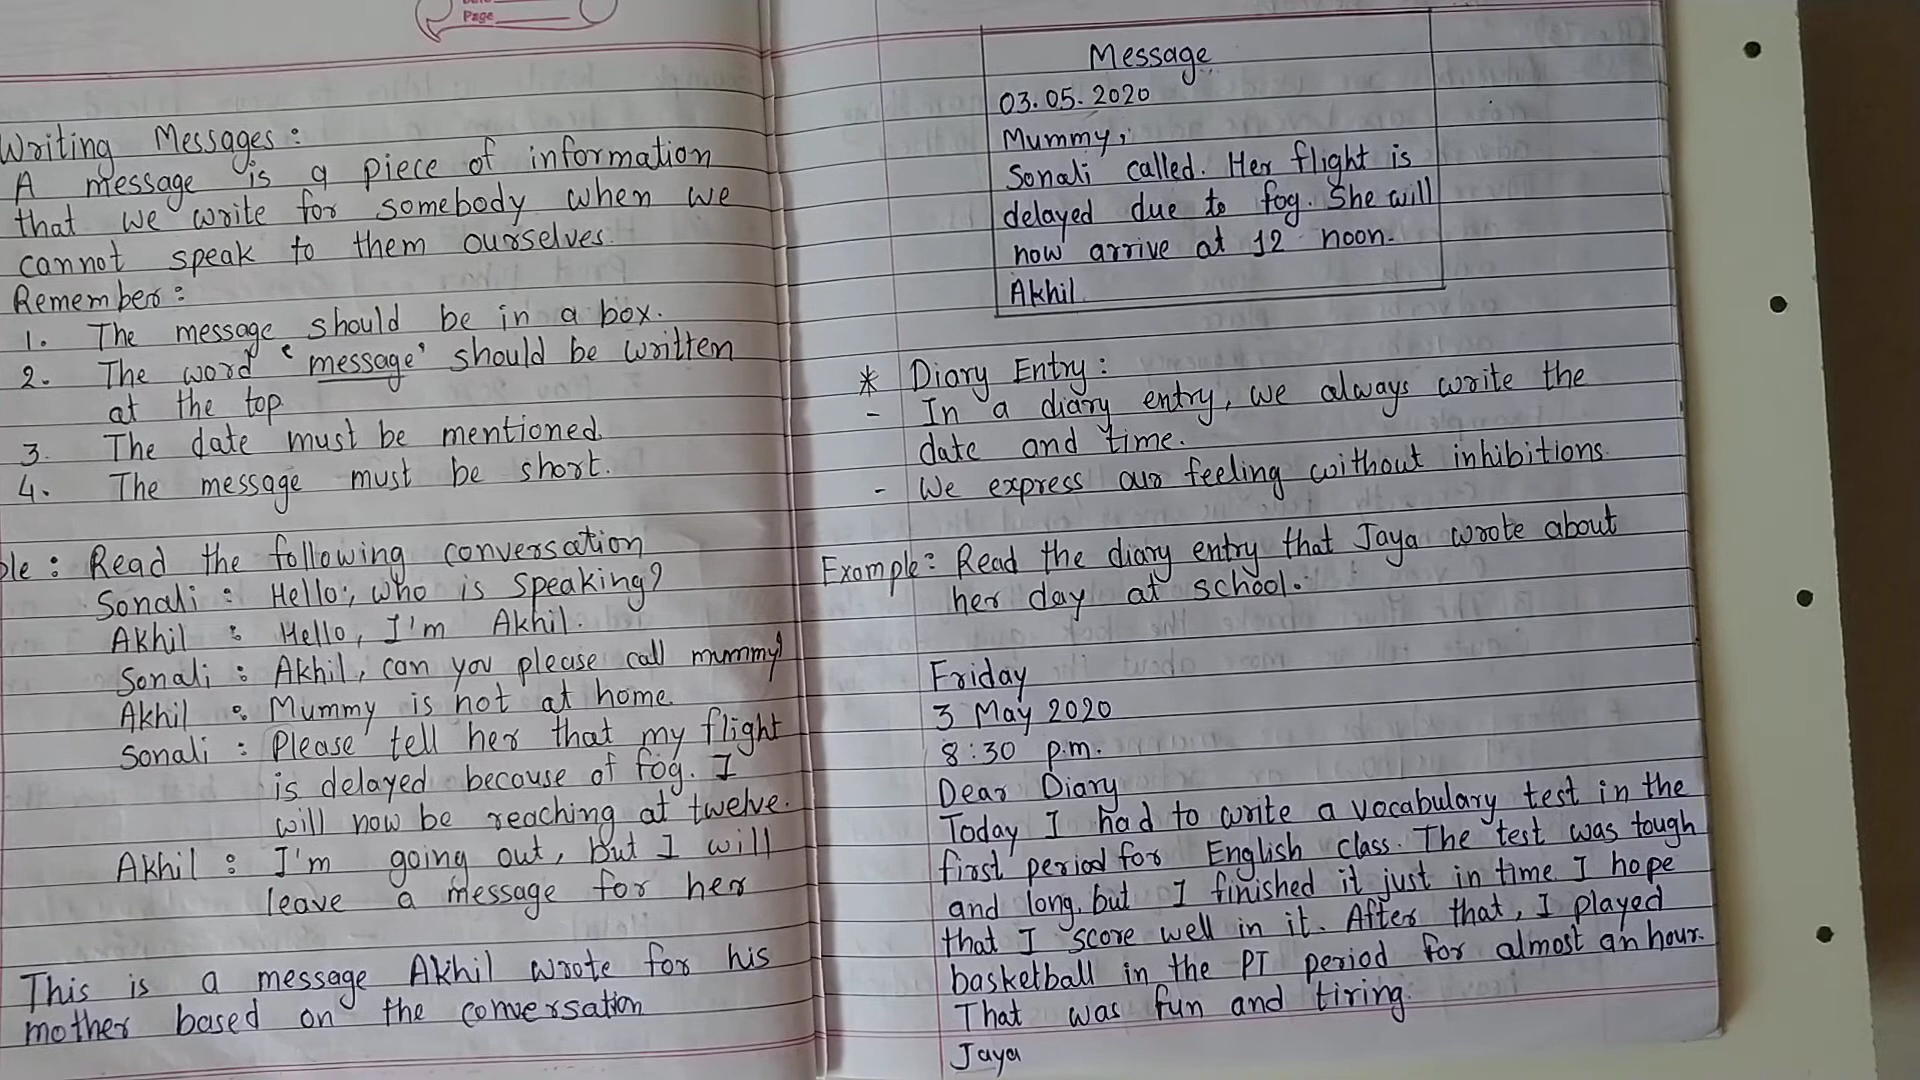 Page
Writing Messages:
A message is a piece of information
that we write for somebody when we
cannot speak to them ourselves.
Remember:
1. The message should be in a box.
2. The word 'message' should be written
at the top
3. The date must be mentioned.
4. The message must be short.
ple: Read the following conversation
Sonali: Hello, who is speaking?
Akhil: Hello, I'm Akhil.
Sonali: Akhil, can you please call mummy?
Akhil: Mummy is not at home.
Sonali: Please tell her that my flight
is delayed because of fog. I
will now be reaching at twelve.
Akhil: I'm going out, but I will
leave a message for her
This is a message Akhil wrote for his
mother based on the conversation
Message
03.05.2020
Mummy,
Sonali called. Her flight is
delayed due to fog. She will
now arrive at 12 noon.
Akhil
* Diary Entry:
- In a diary entry, we always write the
date and time.
- We express our feeling without inhibitions.
Example: Read the diary entry that Jaya wrote about
her day at school.
Friday
3 May 2020
8:30 p.m.
Dear Diary
Today I had to write a vocabulary test in the
first period for English class. The test was tough
and long, but I finished it just in time. I hope
that I score well in it. After that, I played
basketball in the PT period for almost an hour.
That was fun and tiring.
Jaya